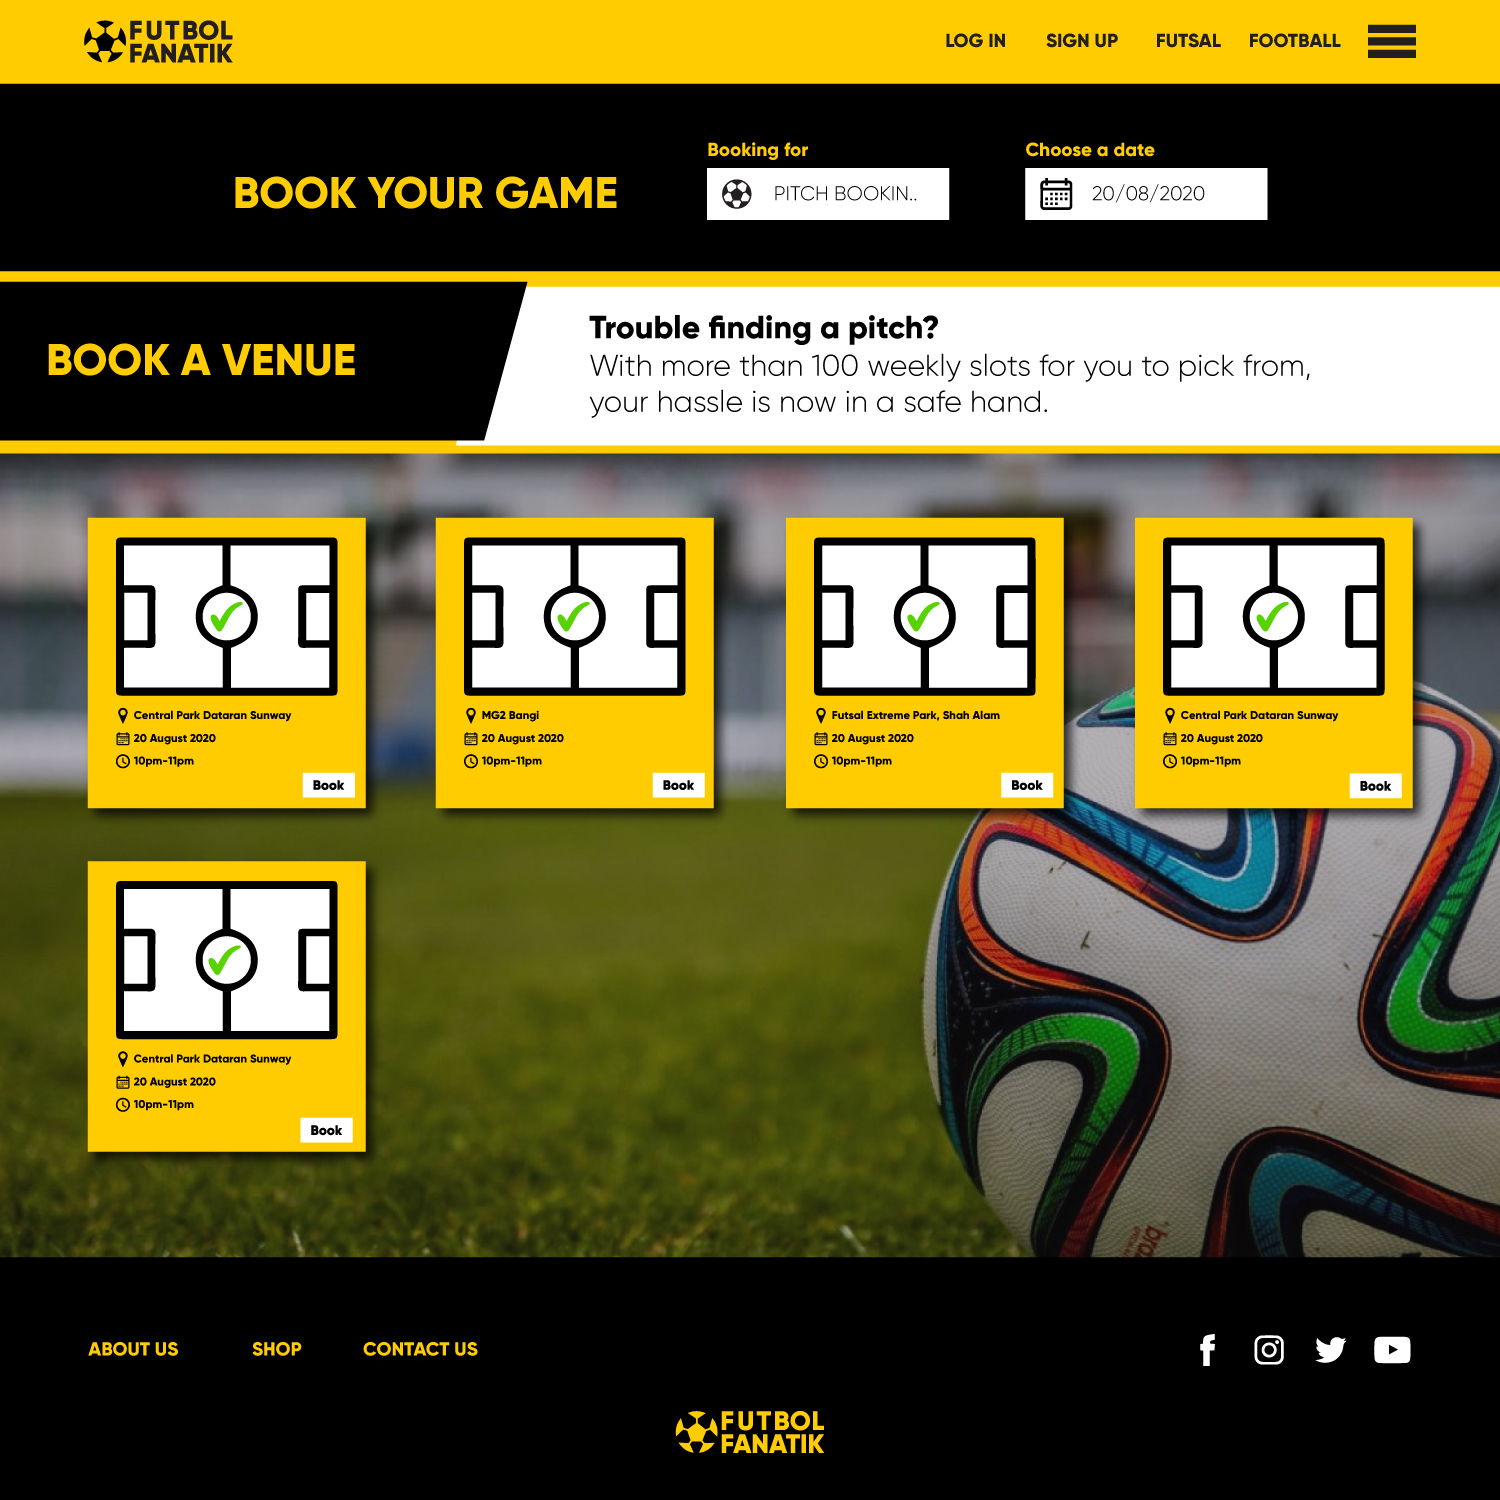 FUTBOL
FANATIK
LOG IN
SIGN UP
FUTSAL
FOOTBALL
BOOK YOUR GAME
Booking for
PITCH BOOKIN..
Choose a date
20/08/2020
BOOK A VENUE
Trouble finding a pitch?
With more than 100 weekly slots for you to pick from,
your hassle is now in a safe hand.
Central Park Dataran Sunway
20 August 2020
10pm-11pm
Book
MG2 Bangi
20 August 2020
10pm-11pm
Book
Futsal Extreme Park, Shah Alam
20 August 2020
10pm-11pm
Book
Central Park Dataran Sunway
20 August 2020
10pm-11pm
Book
Central Park Dataran Sunway
20 August 2020
10pm-11pm
Book
ABOUT US
SHOP
CONTACT US
FUTBOL
FANATIK